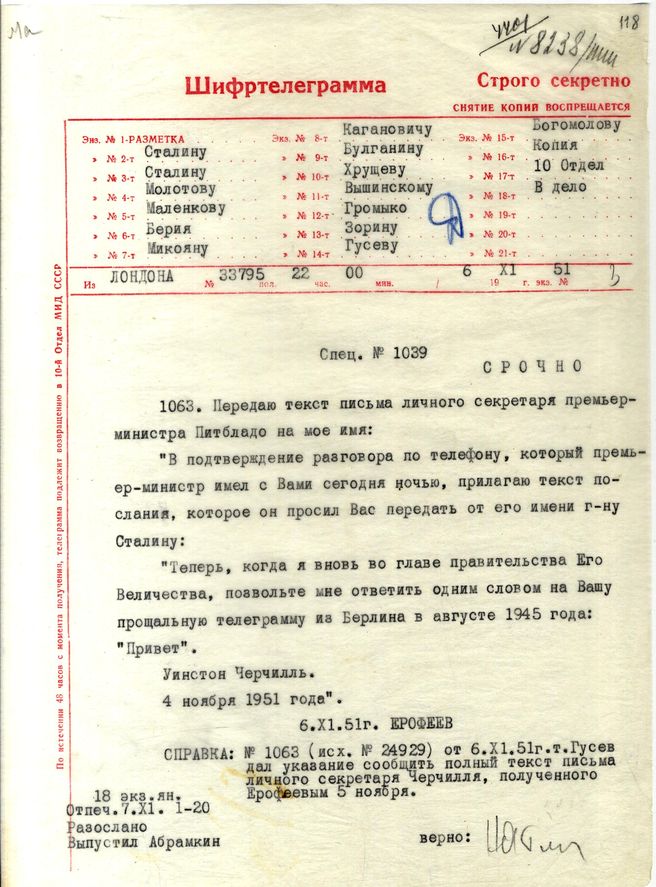 118
№ 8238/
Шифртелеграмма
Строго секретно
СНЯТИЕ КОПИЙ ВОСПРЕЩАЕТСЯ
Экз. № 1-РАЗМЕТКА Экз. № 8-т Кагановичу Экз. № 15-т Богомолову
» № 2-т Сталину » № 9-т Булганину » № 16-т Копия
» № 3-т Сталину » № 10-т Хрущеву » № 17-т 10 Отдел
» № 4-т Молотову » № 11-т Вышинскому » № 18-т В дело
» № 5-т Маленкову » № 12-т Громыко » № 19-т
» № 6-т Берия » № 13-т Зорину » № 20-т
» № 7-т Микояну » № 14-т Гусеву » № 21-т
Из ЛОНДОНА № 33795 пол. 22 час. 00 мин. / 6 X1 19 51 г. экз. №
Спец. № 1039
СРОЧНО
1063. Передаю текст письма личного секретаря премьер-
министра Питбладо на мое имя:
"В подтверждение разговора по телефону, который премь-
ер-министр имел с Вами сегодня ночью, прилагаю текст по-
слания, которое он просил Вас передать от его имени г-ну
Сталину:
"Теперь, когда я вновь во главе правительства Его
Величества, позвольте мне ответить одним словом на Вашу
прощальную телеграмму из Берлина в августе 1945 года:
"Привет".
Уинстон Черчилль.
4 ноября 1951 года".
6.X1.51г. ЕРОФЕЕВ
СПРАВКА: № 1063 (исх. № 24929) от 6.X1.51г.т.Гусев
дал указание сообщить полный текст письма
личного секретаря Черчилля, полученного
Ерофеевым 5 ноября.
18 экз.ян.
Отпеч.7.X1. 1-20
Разослано
Выпустил Абрамкин
верно:
По истечении 48 часов с момента получения, телеграмма подлежит возвращению в 10-й Отдел МИД СССР